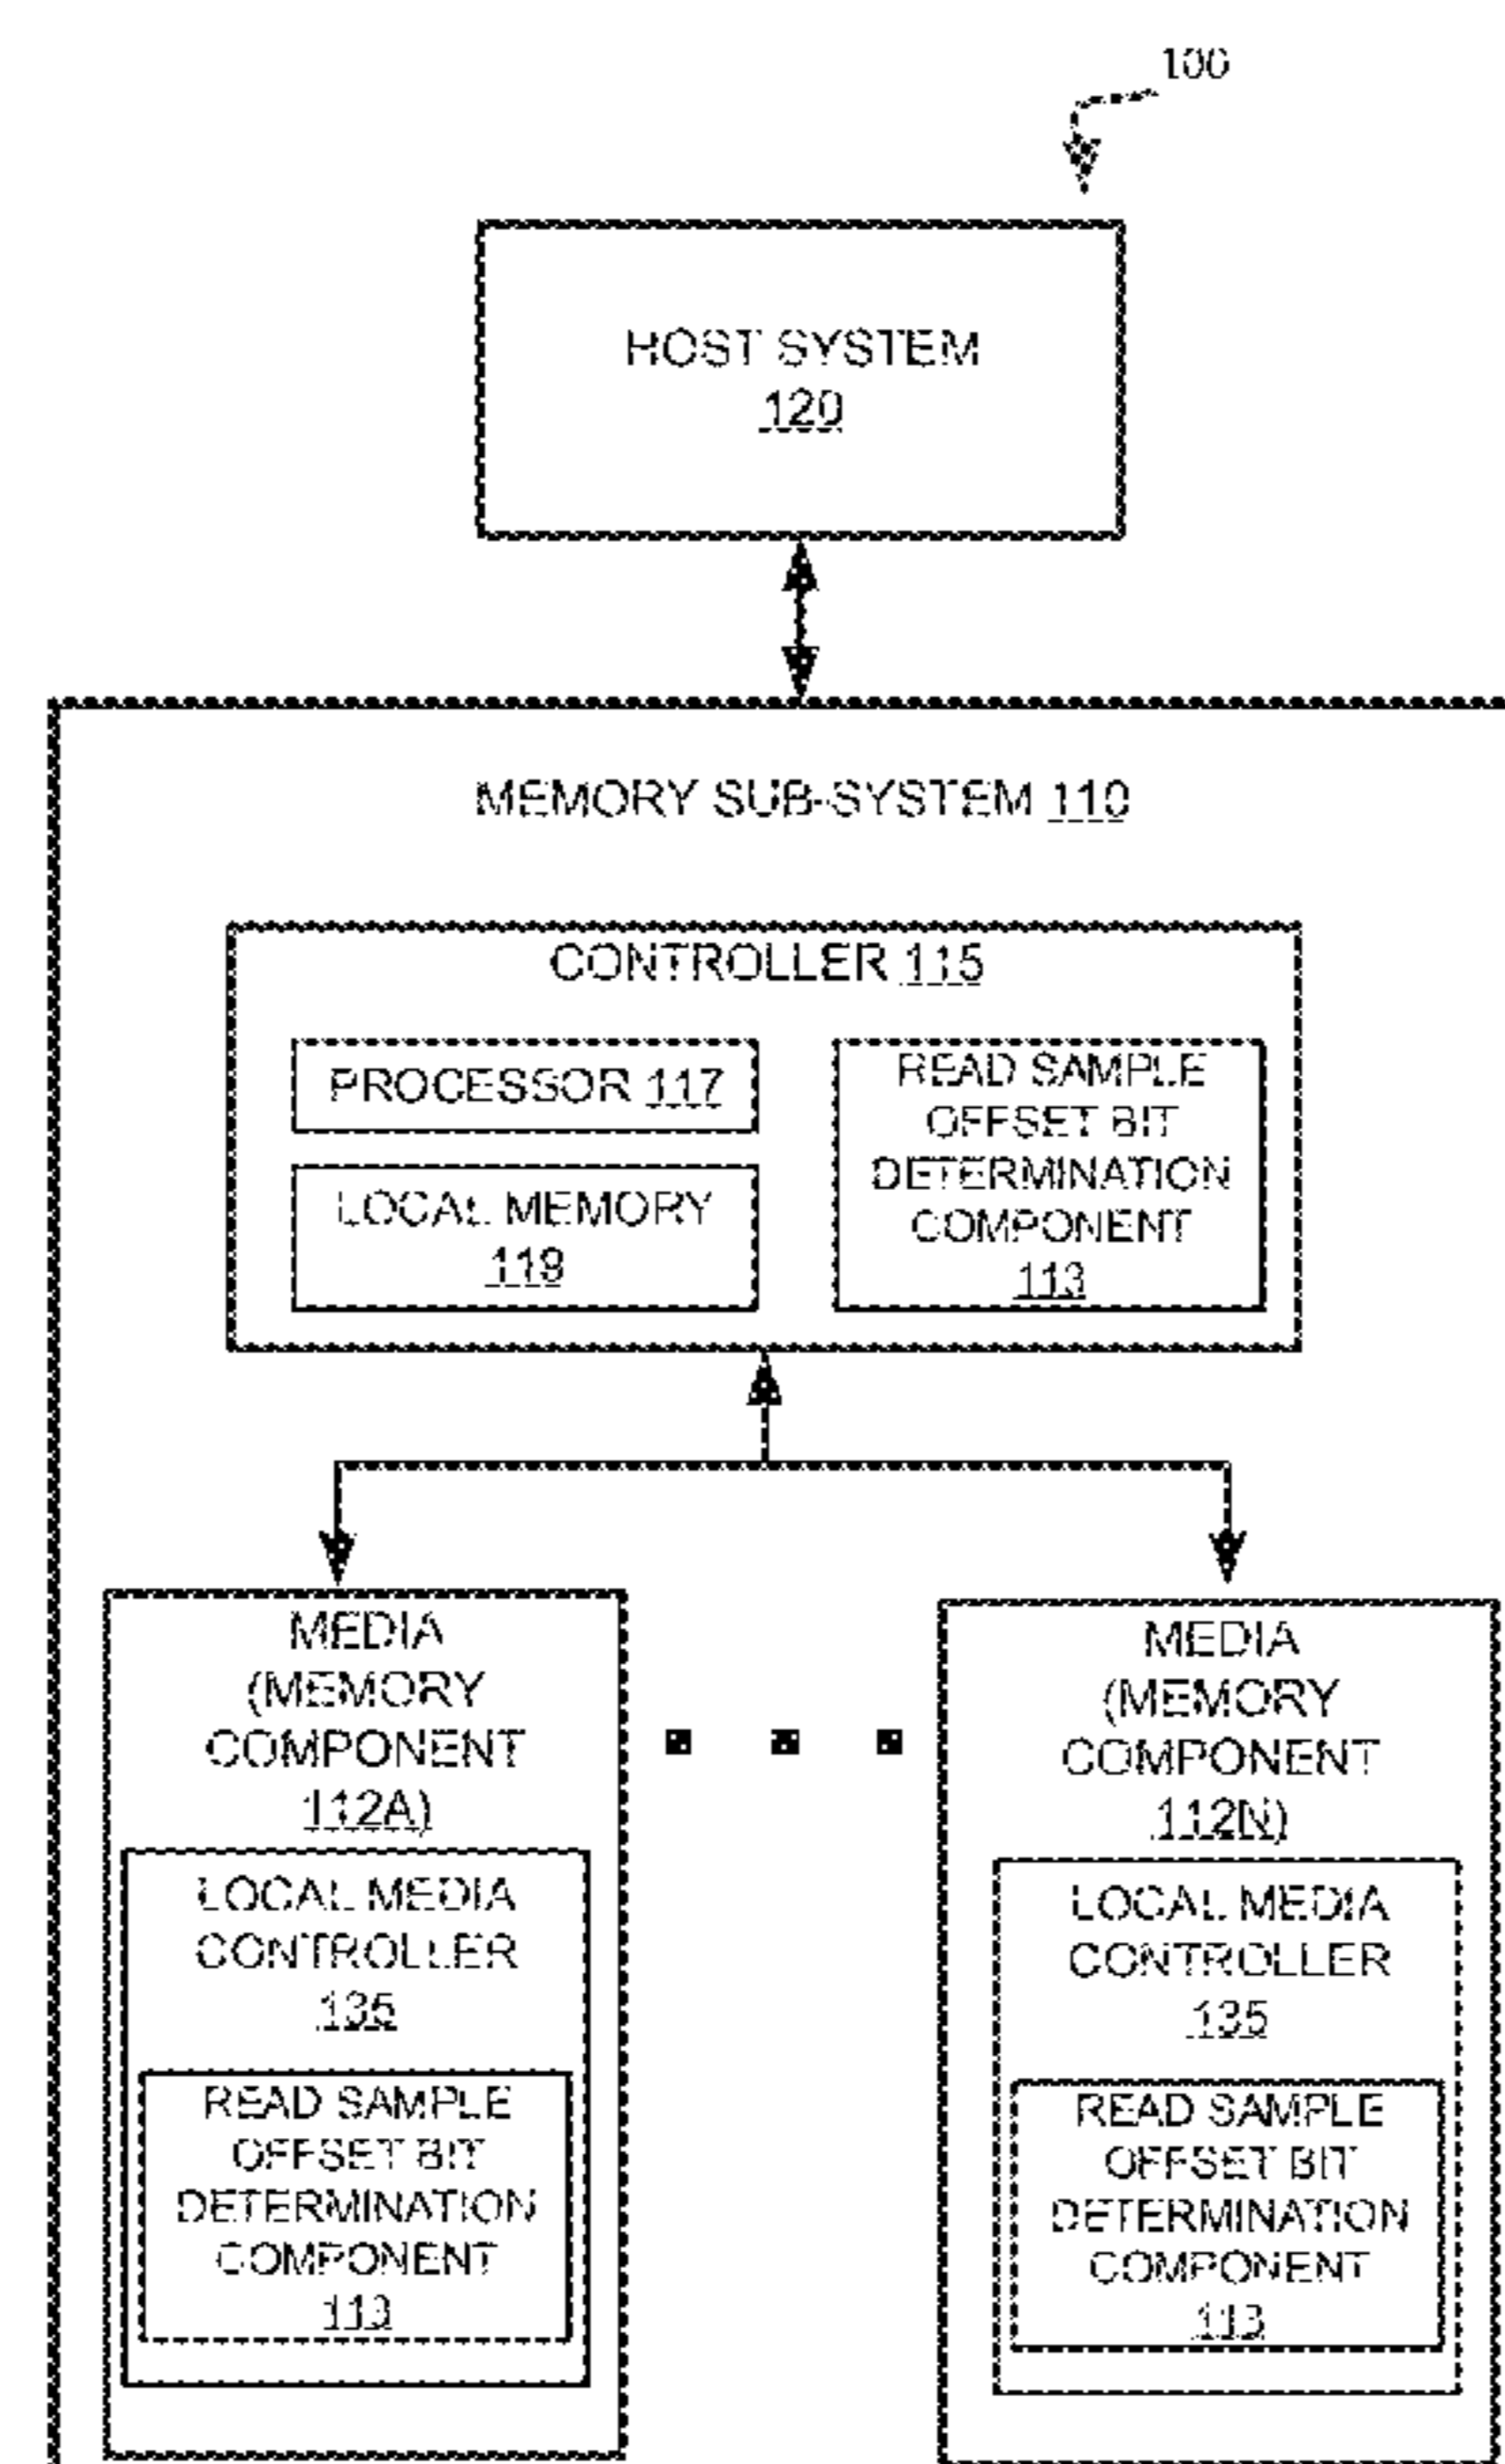 100
HOST SYSTEM
120
MEMORY SUB-SYSTEM 110
CONTROLLER 115
PROCESSOR 117
LOCAL MEMORY
119
READ SAMPLE
OFFSET BIT
DETERMINATION
COMPONENT
113
MEDIA
(MEMORY
COMPONENT
112A)
LOCAL MEDIA
CONTROLLER
135
READ SAMPLE
OFFSET BIT
DETERMINATION
COMPONENT
113
MEDIA
(MEMORY
COMPONENT
112N)
LOCAL MEDIA
CONTROLLER
135
READ SAMPLE
OFFSET BIT
DETERMINATION
COMPONENT
113